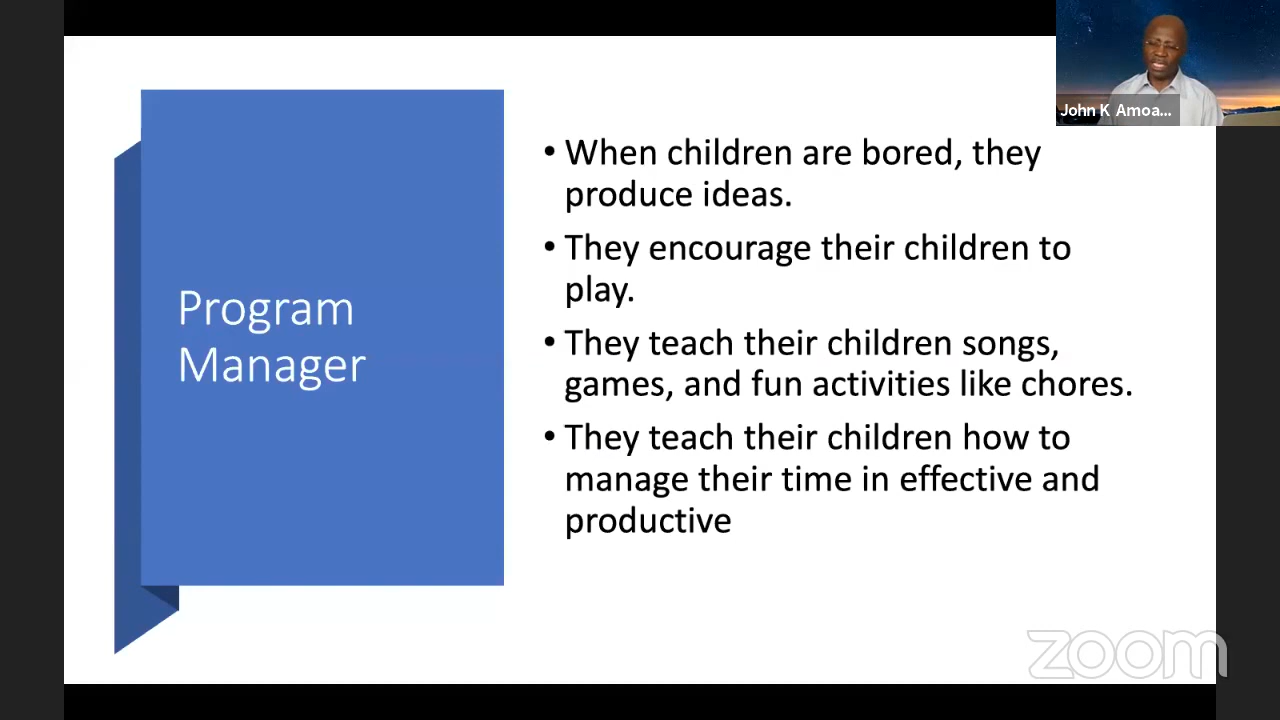 John K Amoa...
Program
Manager
• When children are bored, they
produce ideas.
• They encourage their children to
play.
• They teach their children songs,
games, and fun activities like chores.
• They teach their children how to
manage their time in effective and
productive
zoom